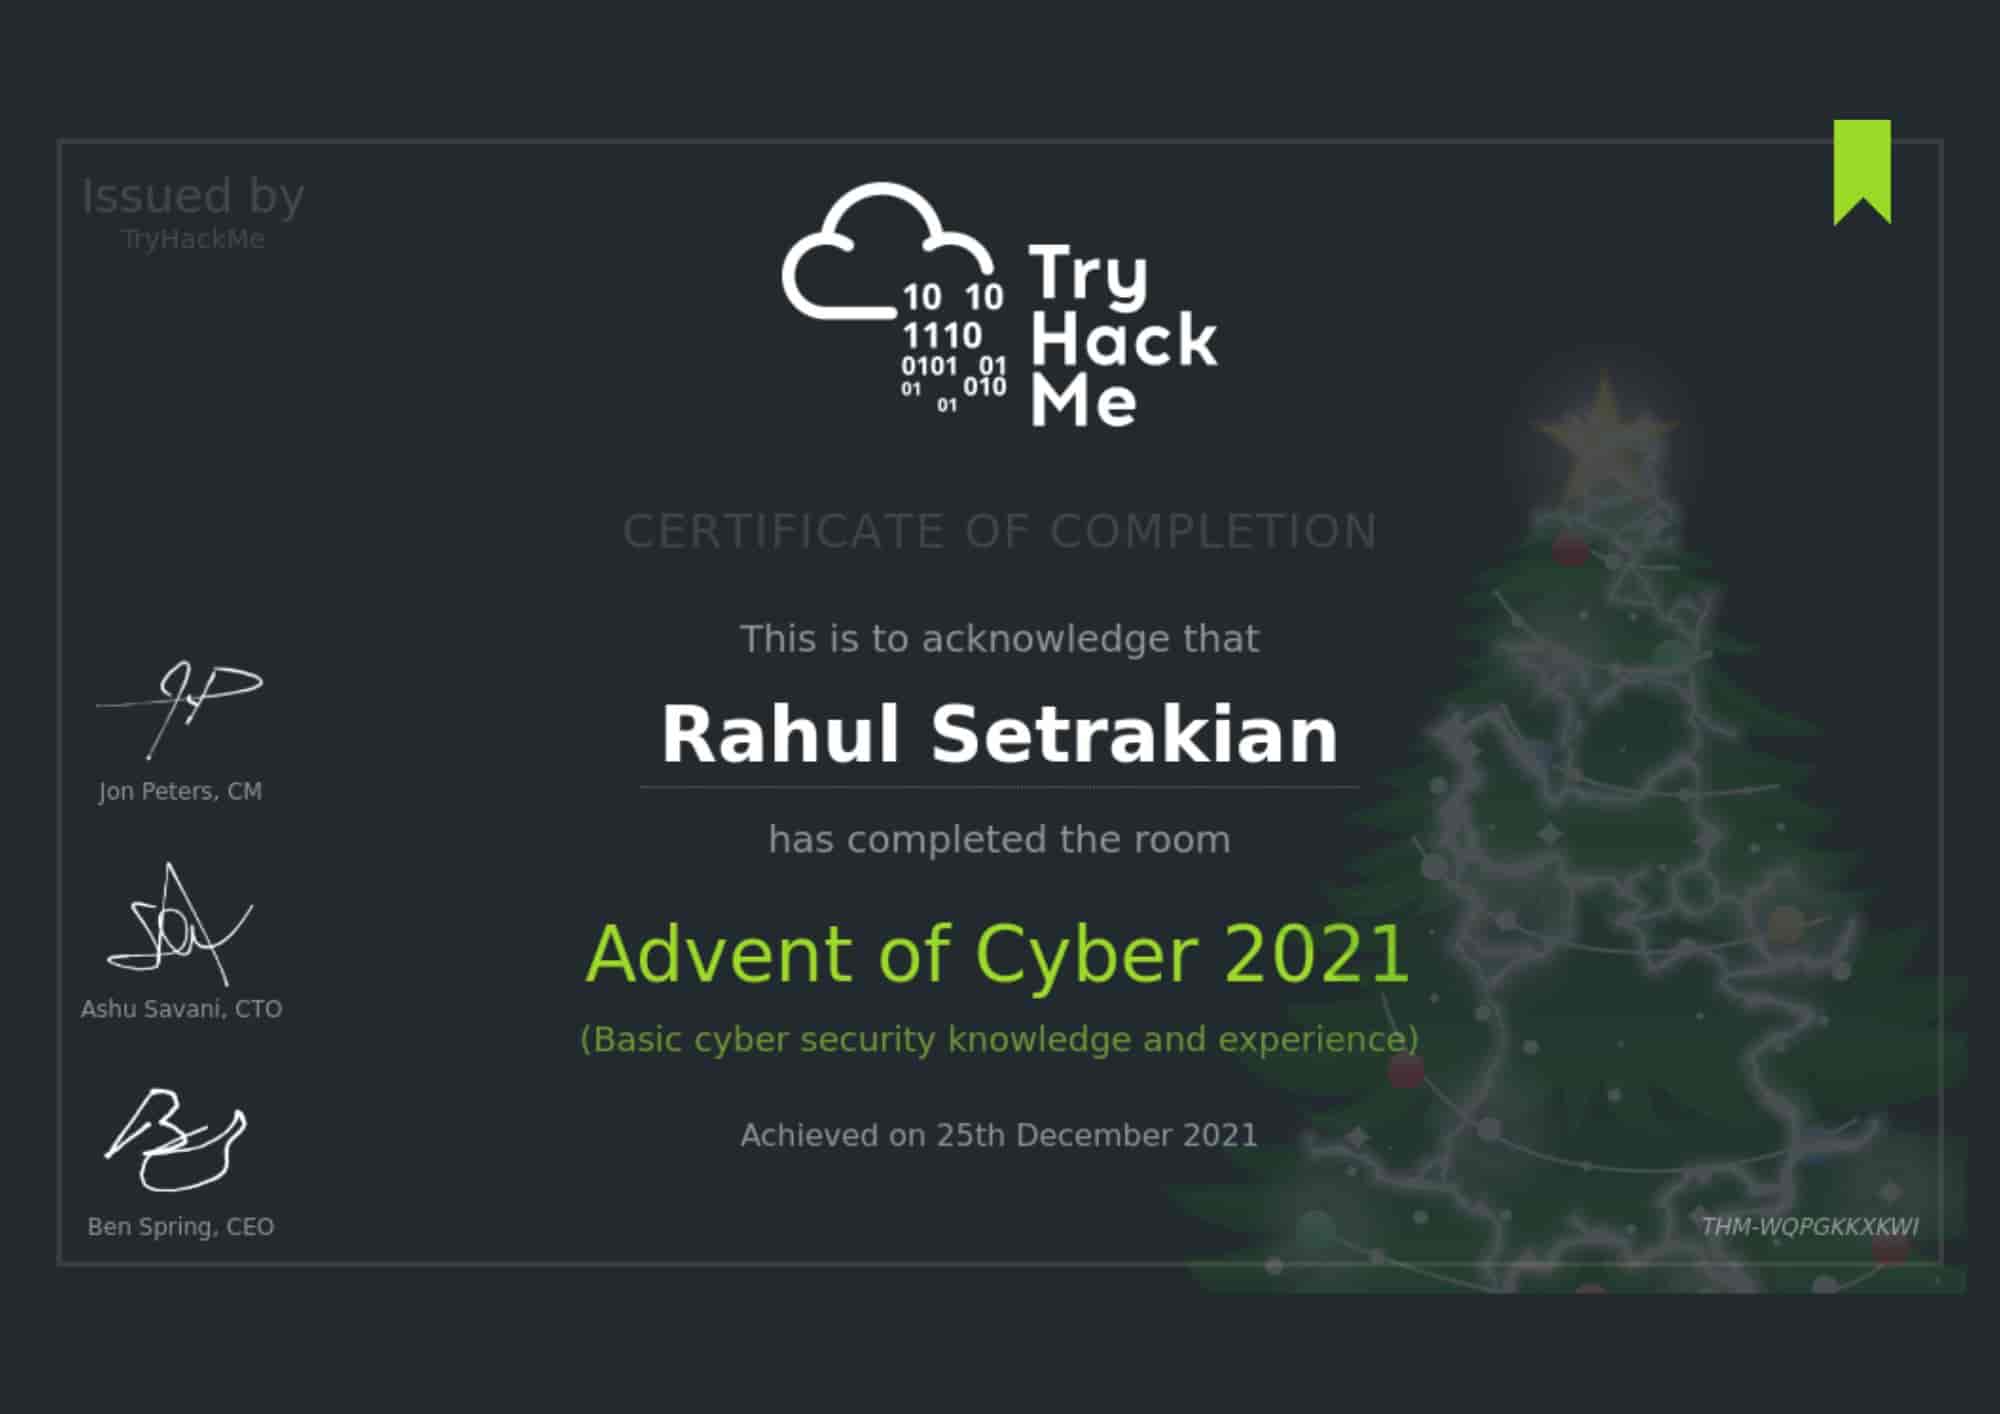 Issued by
TryHackMe
10 10
1110
0101 01
01 010
01
Try
Hack
Me
CERTIFICATE OF COMPLETION
This is to acknowledge that
Rahul Setrakian
has completed the room
Advent of Cyber 2021
(Basic cyber security knowledge and experience)
Achieved on 25th December 2021
Jon Peters, CM
Ashu Savani, CTO
Ben Spring, CEO
THM-WQPGKKXKWI